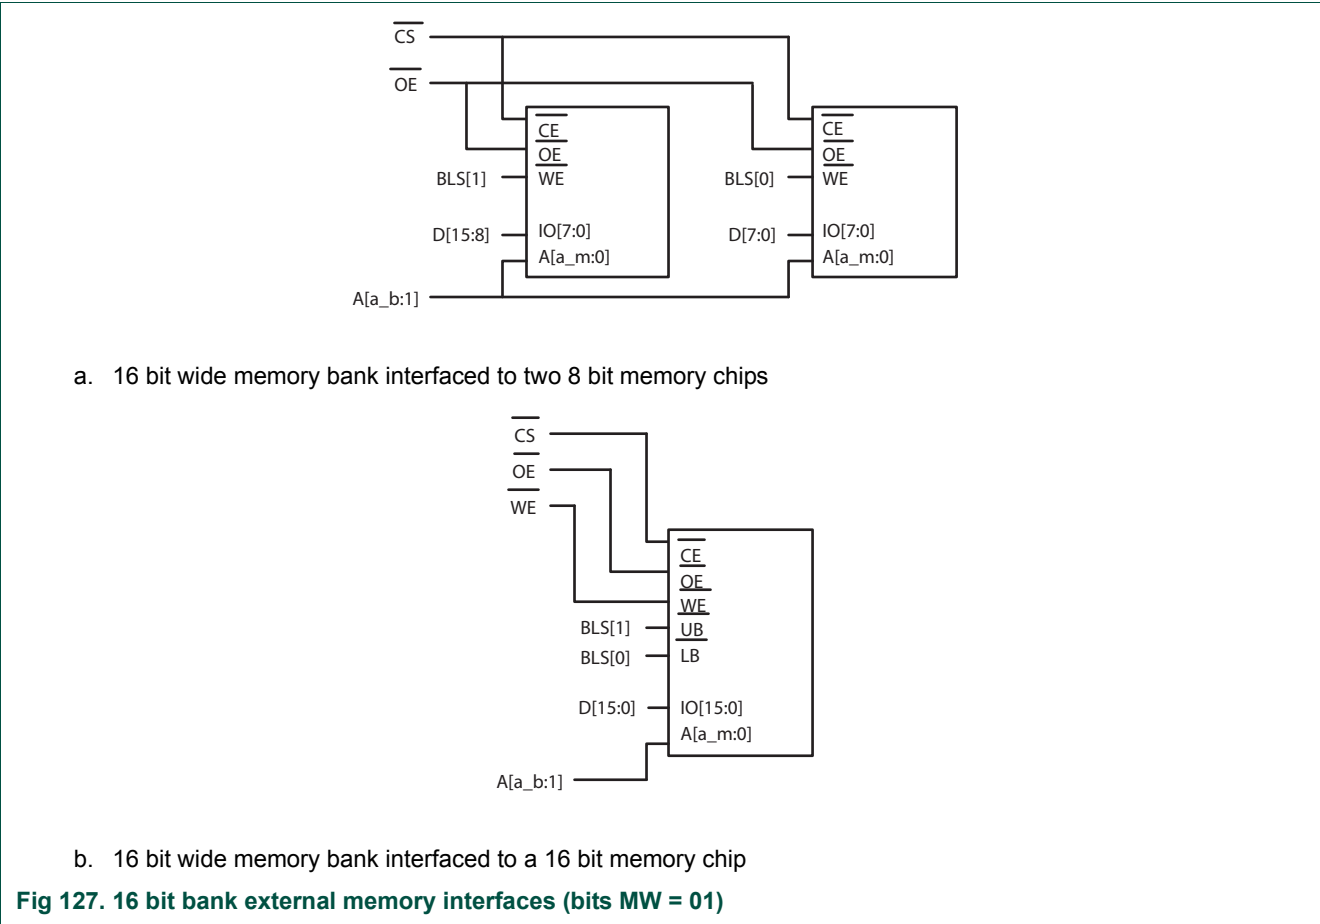 CS
OE
CE
OE
BLS[1] WE
D[15:8] IO[7:0]
A[a_m:0]
CE
OE
BLS[0] WE
D[7:0] IO[7:0]
A[a_m:0]
A[a_b:1]
a. 16 bit wide memory bank interfaced to two 8 bit memory chips
CS
OE
WE
CE
OE
WE
BLS[1] UB
BLS[0] LB
D[15:0] IO[15:0]
A[a_m:0]
A[a_b:1]
b. 16 bit wide memory bank interfaced to a 16 bit memory chip
Fig 127. 16 bit bank external memory interfaces (bits MW = 01)